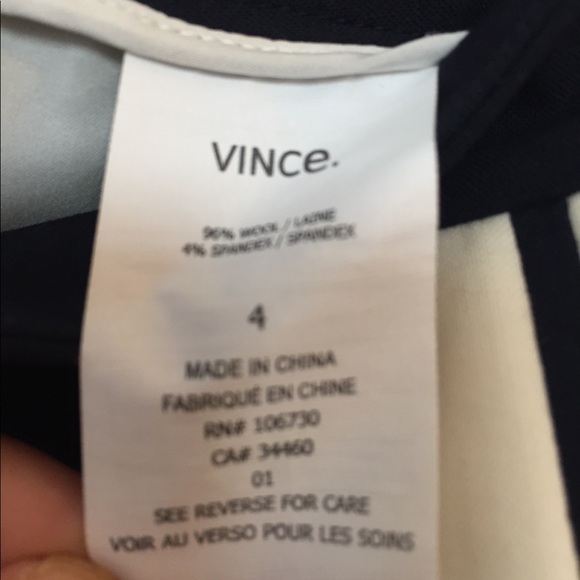 VINCe.
96% WOOL / LAINE
4% SPANDEX / SPANDEX
4
MADE IN CHINA
FABRIQUÉ EN CHINE
RN# 106730
CA# 34460
01
SEE REVERSE FOR CARE
VOIR AU VERSO POUR LES SOINS